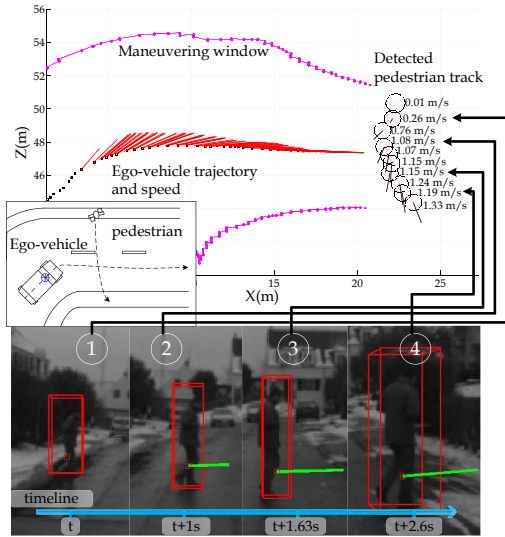 56
54
52
50
48
46
Z(m)
Maneuvering window
Detected
pedestrian track
0.01 m/s
0.26 m/s
0.76 m/s
1.08 m/s
1.07 m/s
1.15 m/s
1.15 m/s
1.24 m/s
1.19 m/s
1.33 m/s
Ego-vehicle trajectory
and speed
Ego-vehicle
pedestrian
15
20
25
X(m)
1
2
3
4
timeline
t
t+1s
t+1.63s
t+2.6s